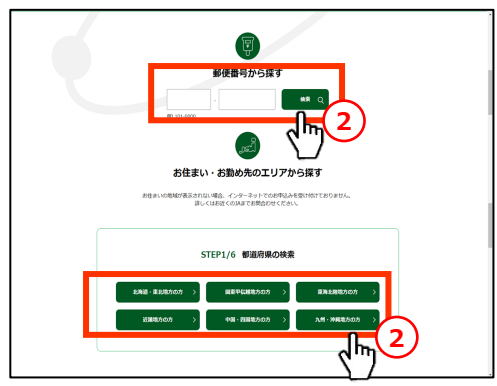 郵便番号から探す
-
検索
例) 101-0000
2
お住まい・お勤め先のエリアから探す
お住まいの地域が表示されない場合、インターネットでのお申込みを受け付けておりません。
詳しくはお近くのJAまでお問合わせください。
STEP1/6 都道府県の検索
北海道・東北地方の方
関東甲信越地方の方
東海北陸地方の方
近畿地方の方
中国・四国地方の方
九州・沖縄地方の方
2